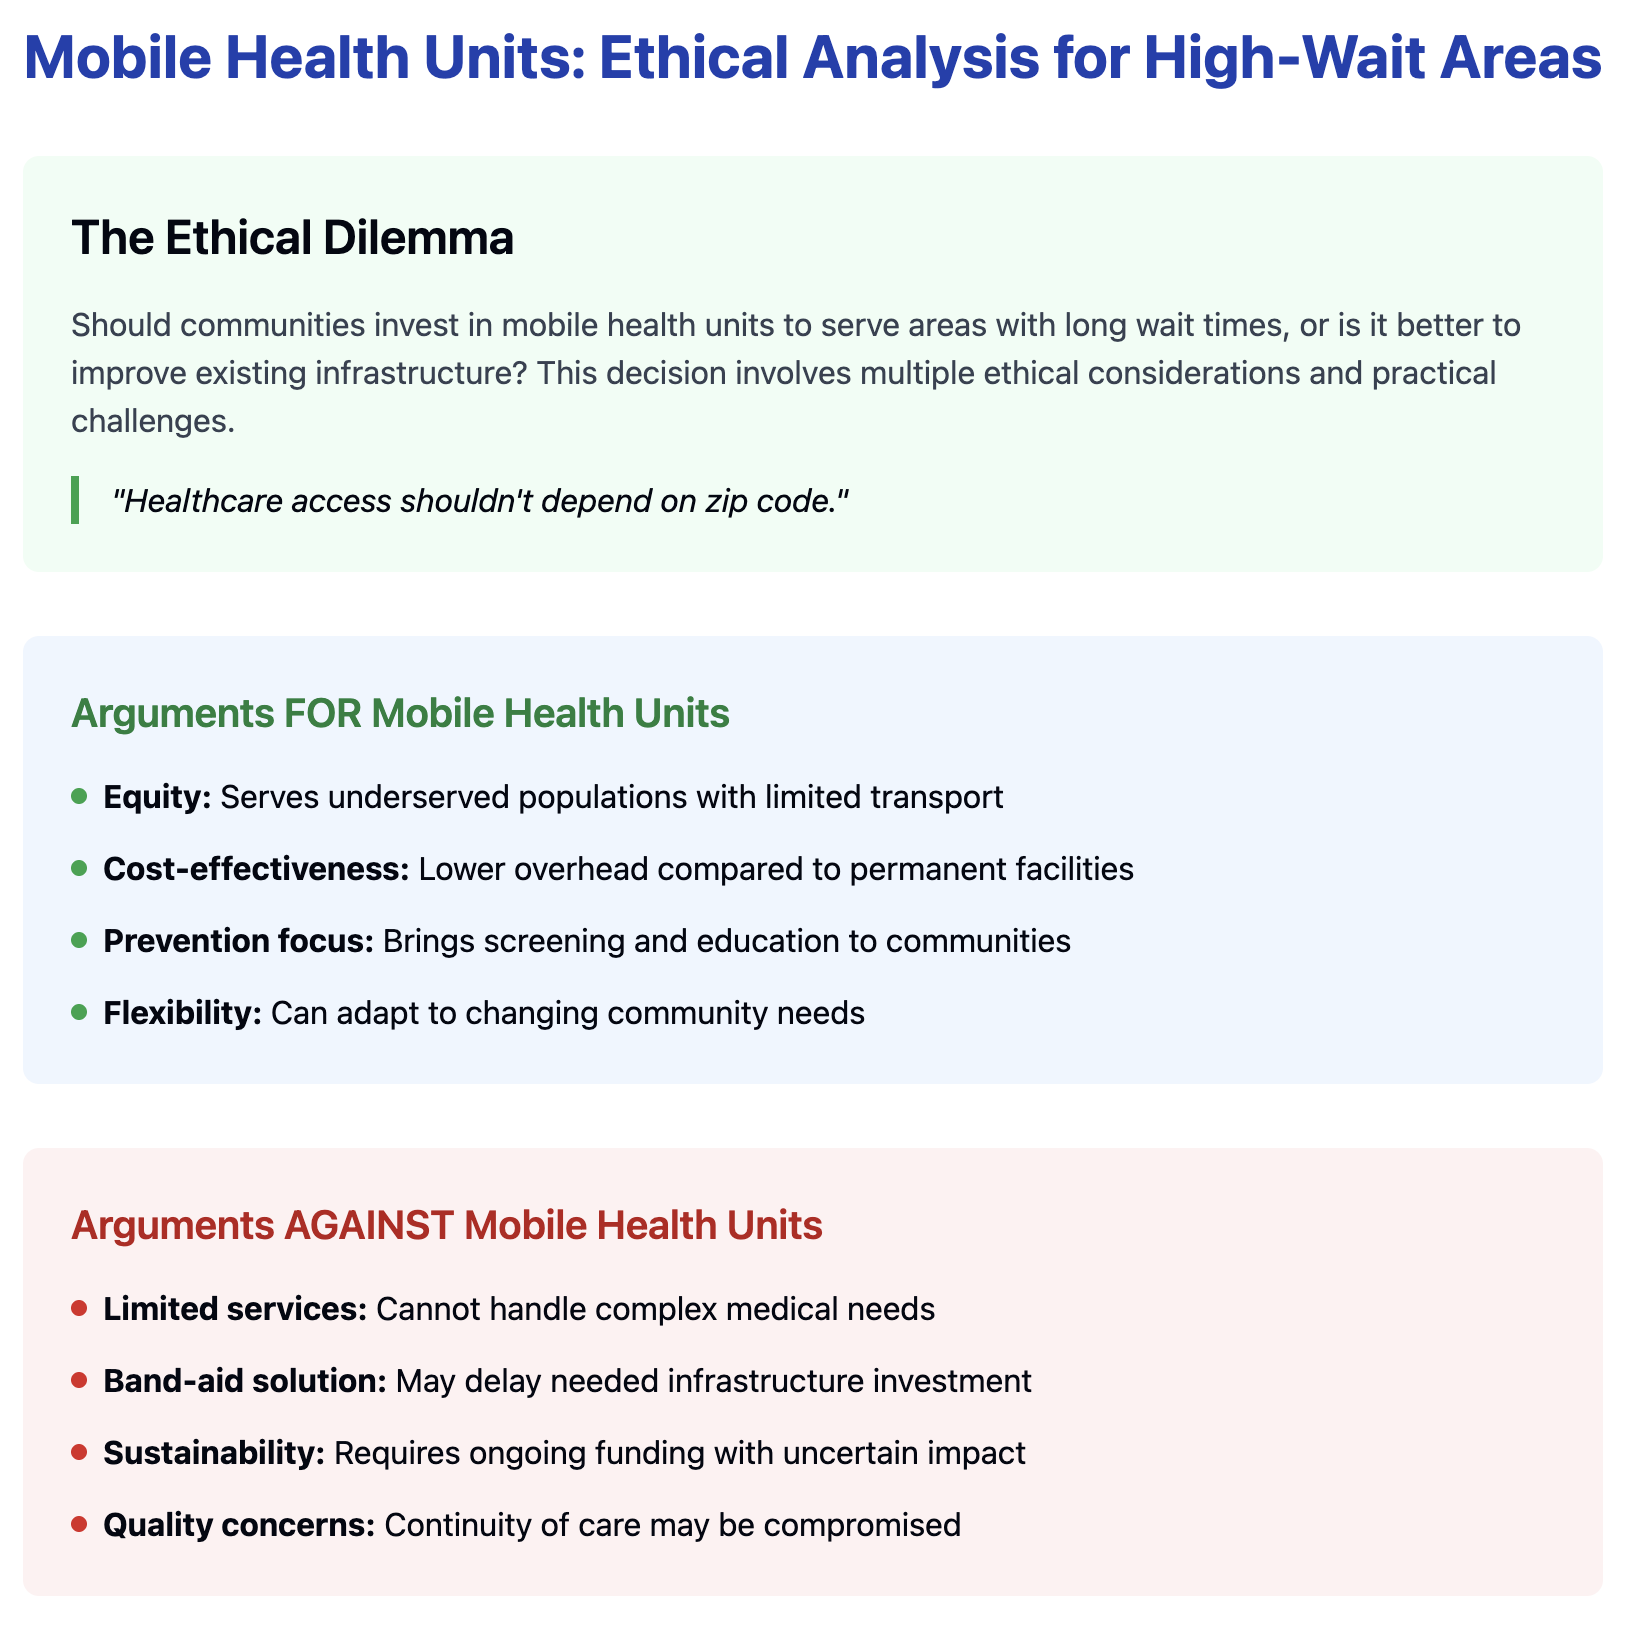 Mobile Health Units: Ethical Analysis for High-Wait Areas
The Ethical Dilemma
Should communities invest in mobile health units to serve areas with long wait times, or is it better to
improve existing infrastructure? This decision involves multiple ethical considerations and practical
challenges.
"Healthcare access shouldn't depend on zip code."
Arguments FOR Mobile Health Units
Equity: Serves underserved populations with limited transport
Cost-effectiveness: Lower overhead compared to permanent facilities
Prevention focus: Brings screening and education to communities
Flexibility: Can adapt to changing community needs
Arguments AGAINST Mobile Health Units
Limited services: Cannot handle complex medical needs
Band-aid solution: May delay needed infrastructure investment
Sustainability: Requires ongoing funding with uncertain impact
Quality concerns: Continuity of care may be compromised